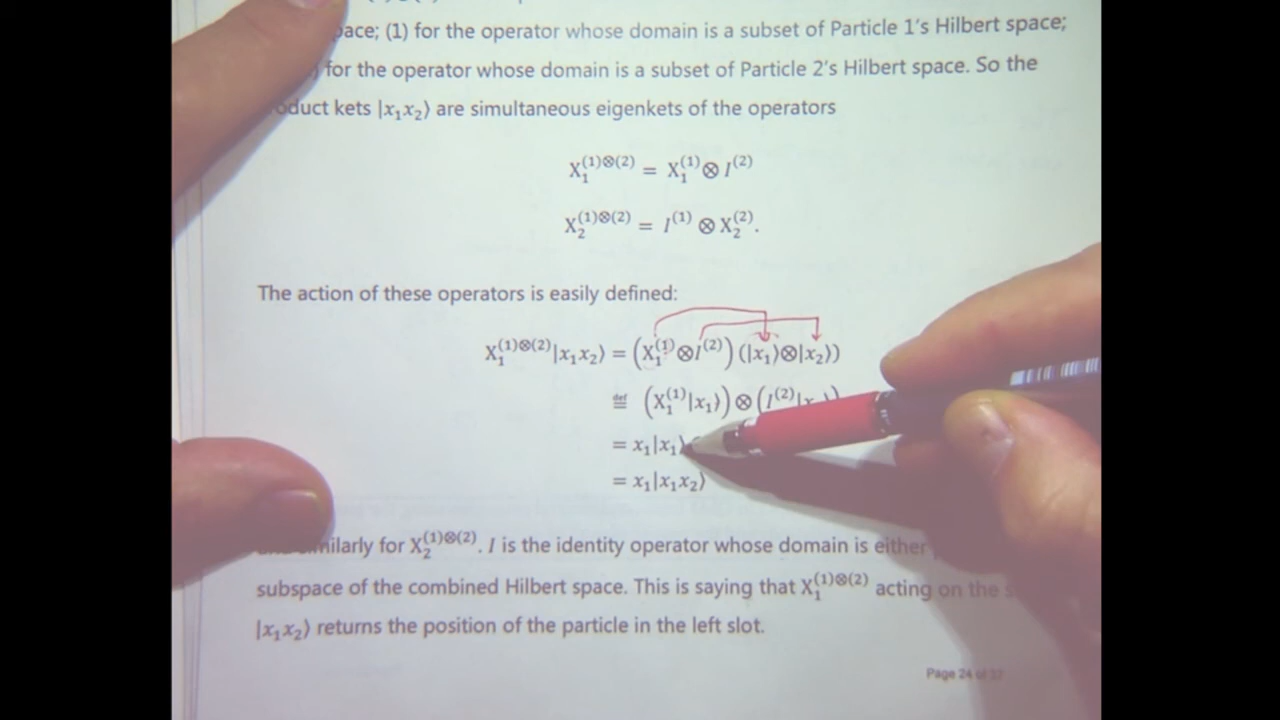 ace; (1) for the operator whose domain is a subset of Particle 1's Hilbert space;
for the operator whose domain is a subset of Particle 2's Hilbert space. So the
duct kets |x₁x₂⟩ are simultaneous eigenkets of the operators
X₁⁽¹⁾⊗⁽²⁾ = X₁⁽¹⁾ ⊗ I⁽²⁾
X₂⁽¹⁾⊗⁽²⁾ = I⁽¹⁾ ⊗ X₂⁽²⁾.
The action of these operators is easily defined:
X₁⁽¹⁾⊗⁽²⁾|x₁x₂⟩ = (X₁⁽¹⁾⊗I⁽²⁾)(|x₁⟩⊗|x₂⟩)
≝ (X₁⁽¹⁾|x₁⟩)⊗(I⁽²⁾|x
= x₁|x₁⟩
= x₁|x₁x₂⟩
milarly for X₂⁽¹⁾⊗⁽²⁾. I is the identity operator whose domain is either
subspace of the combined Hilbert space. This is saying that X₁⁽¹⁾⊗⁽²⁾ acting on the
|x₁x₂⟩ returns the position of the particle in the left slot.
Page 24 of 37